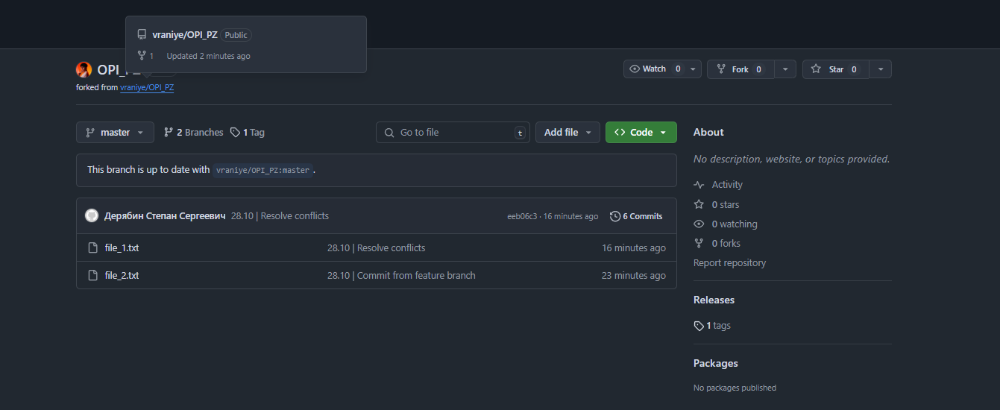 vraniye/OPI_PZ Public
1 Updated 2 minutes ago
OPI_PZ
forked from vraniye/OPI_PZ
Watch 0
Fork 0
Star 0
master
2 Branches
1 Tag
Go to file
t
Add file
Code
This branch is up to date with vraniye/OPI_PZ:master .
Дерябин Степан Сергеевич 28.10 | Resolve conflicts eeb06c3 · 16 minutes ago 6 Commits
file_1.txt 28.10 | Resolve conflicts 16 minutes ago
file_2.txt 28.10 | Commit from feature branch 23 minutes ago
About
No description, website, or topics provided.
Activity
0 stars
0 watching
0 forks
Report repository
Releases
1 tags
Packages
No packages published